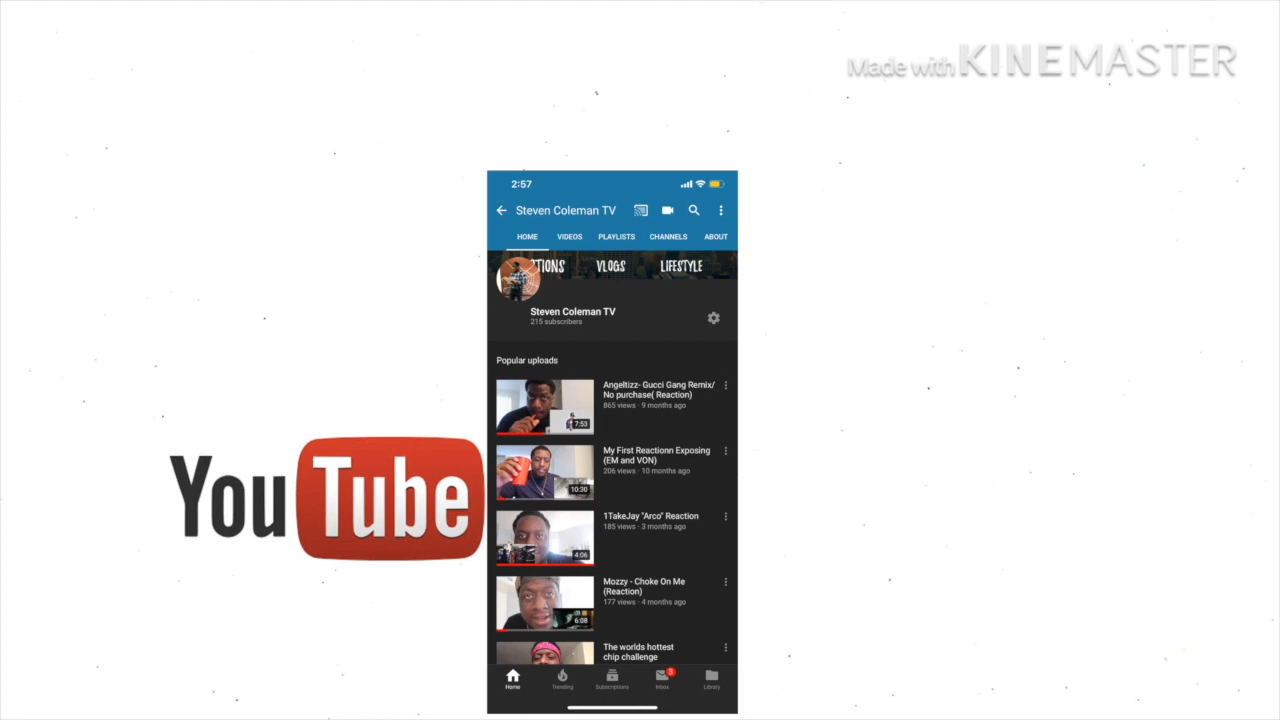 Made with KINEMASTER
2:57
Steven Coleman TV
HOME VIDEOS PLAYLISTS CHANNELS ABOUT
TIONS VLOGS LIFESTYLE
Steven Coleman TV
215 subscribers
Popular uploads
Angeltizz- Gucci Gang Remix/
No purchase( Reaction)
865 views · 9 months ago
7:53
My First Reactionn Exposing
(EM and VON)
206 views · 10 months ago
10:30
1TakeJay "Arco" Reaction
185 views · 3 months ago
4:06
Mozzy - Choke On Me
(Reaction)
177 views · 4 months ago
6:08
The worlds hottest
chip challenge
3
Home Trending Subscriptions Inbox Library
YouTube